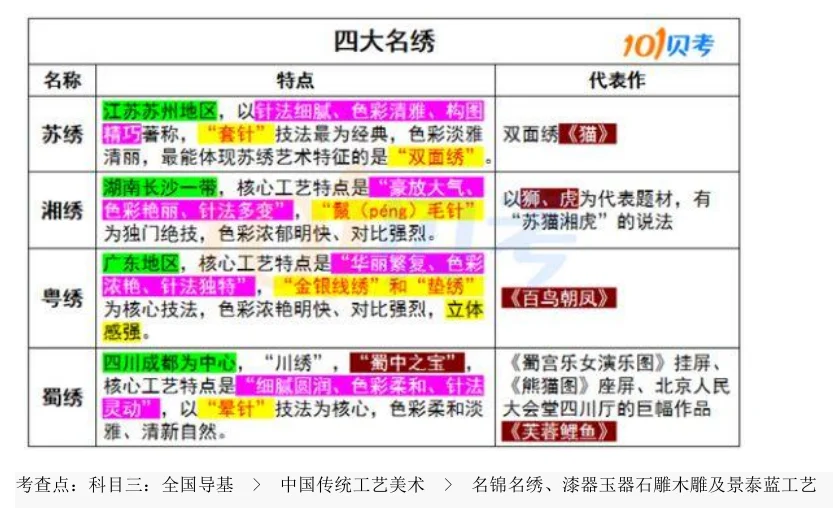 四大名绣
101贝考
名称 特点 代表作
苏绣
江苏苏州地区，以针法细腻、色彩清雅、构图
精巧著称，“套针”技法最为经典，色彩淡雅
清丽，最能体现苏绣艺术特征的是“双面绣”。
双面绣《猫》
湘绣
湖南长沙一带，核心工艺特点是“豪放大气、
色彩艳丽、针法多变”，“鬅（péng）毛针”
为独门绝技，色彩浓郁明快、对比强烈。
以狮、虎为代表题材，有
“苏猫湘虎”的说法
粤绣
广东地区，核心工艺特点是“华丽繁复、色彩
浓艳、针法独特”，“金银线绣”和“垫绣”
为核心技法，色彩浓艳明快、对比强烈，立体
感强。
《百鸟朝凤》
蜀绣
四川成都为中心，“川绣”，“蜀中之宝”，
核心工艺特点是“细腻圆润、色彩柔和、针法
灵动”，以“晕针”技法为核心，色彩柔和淡
雅、清新自然。
《蜀宫乐女演乐图》挂屏、
《熊猫图》座屏、北京人民
大会堂四川厅的巨幅作品
《芙蓉鲤鱼》
考查点：科目三：全国导基 > 中国传统工艺美术 > 名锦名绣、漆器玉器石雕木雕及景泰蓝工艺